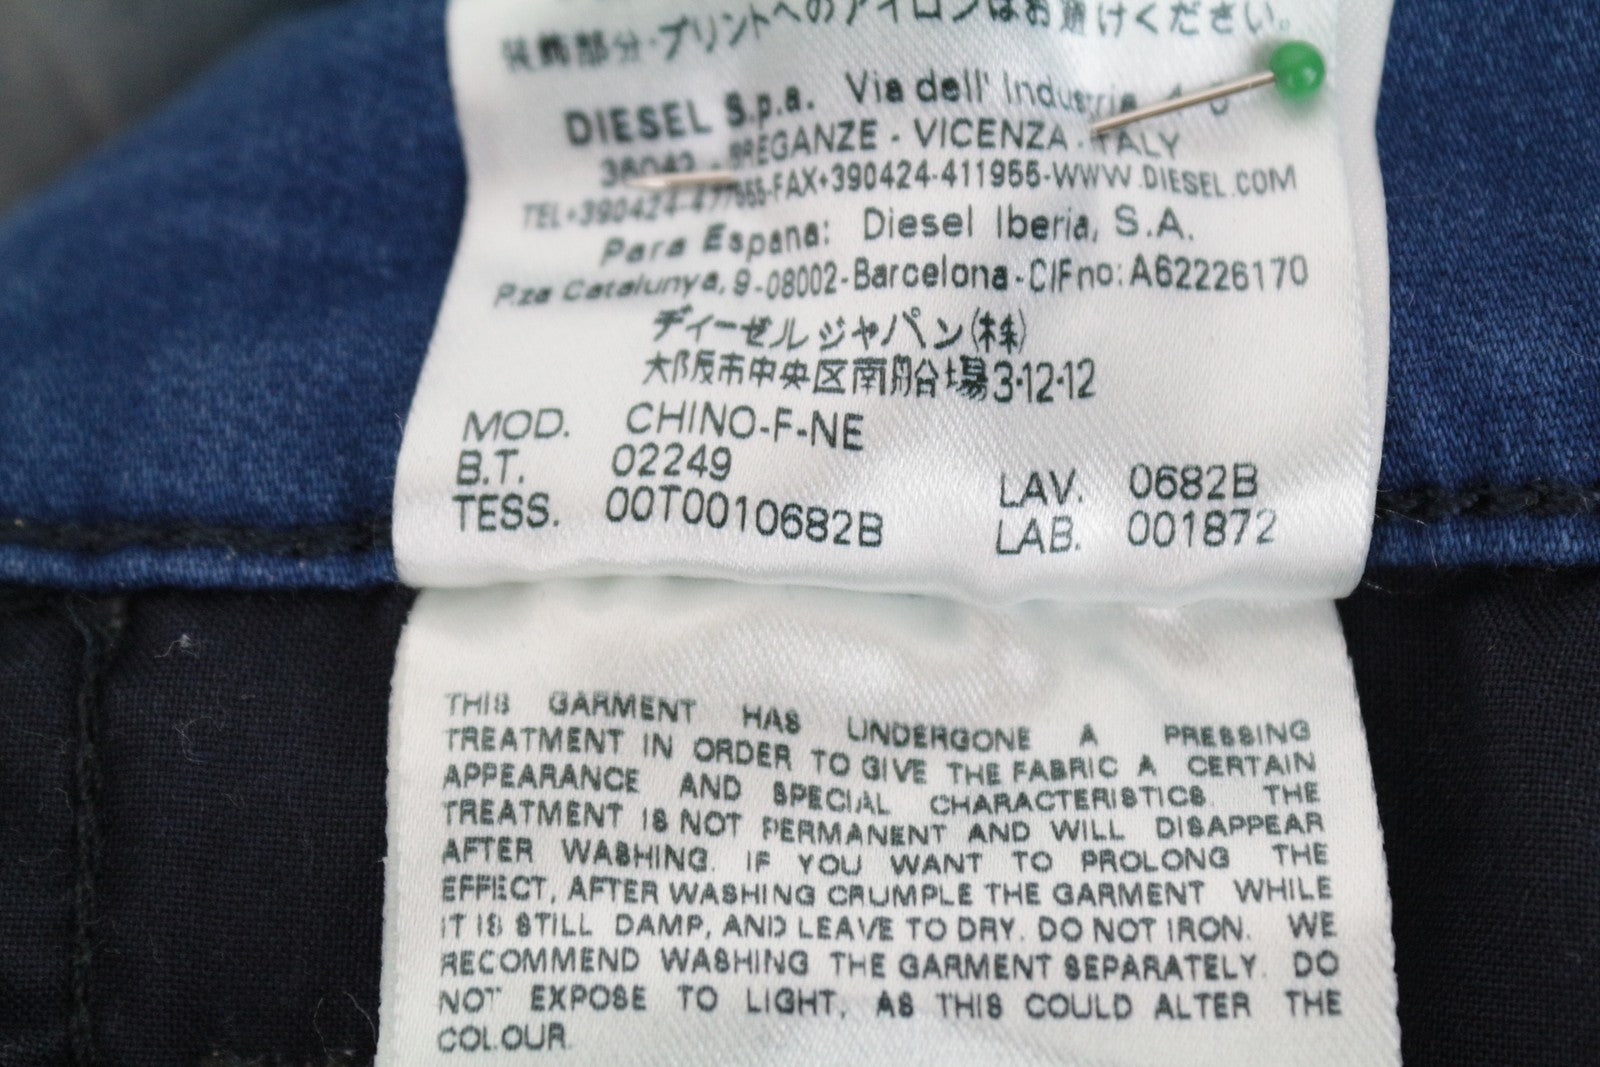 装飾部分・プリントへのアイロンはお避けください。
DIESEL S.p.a. Via dell' Industria
36042 - BREGANZE - VICENZA - ITALY
TEL+390424-477555-FAX+390424-411955-WWW.DIESEL.COM
Para Espana: Diesel Iberia, S.A.
P.za Catalunya, 9-08002-Barcelona-CIFno:A62226170
ディーゼルジャパン(株)
大阪市中央区南船台場3-12-12
MOD. CHINO-F-NE
B.T. 02249
TESS. 00T0010682B
LAV. 0682B
LAB. 001872
THIS GARMENT HAS UNDERGONE A PRESSING
TREATMENT IN ORDER TO GIVE THE FABRIC A CERTAIN
APPEARANCE AND SPECIAL CHARACTERISTICS. THE
TREATMENT IS NOT PERMANENT AND WILL DISAPPEAR
AFTER WASHING. IF YOU WANT TO PROLONG THE
EFFECT, AFTER WASHING CRUMPLE THE GARMENT WHILE
IT IS STILL DAMP, AND LEAVE TO DRY. DO NOT IRON. WE
RECOMMEND WASHING THE GARMENT SEPARATELY. DO
NOT EXPOSE TO LIGHT, AS THIS COULD ALTER THE
COLOUR.